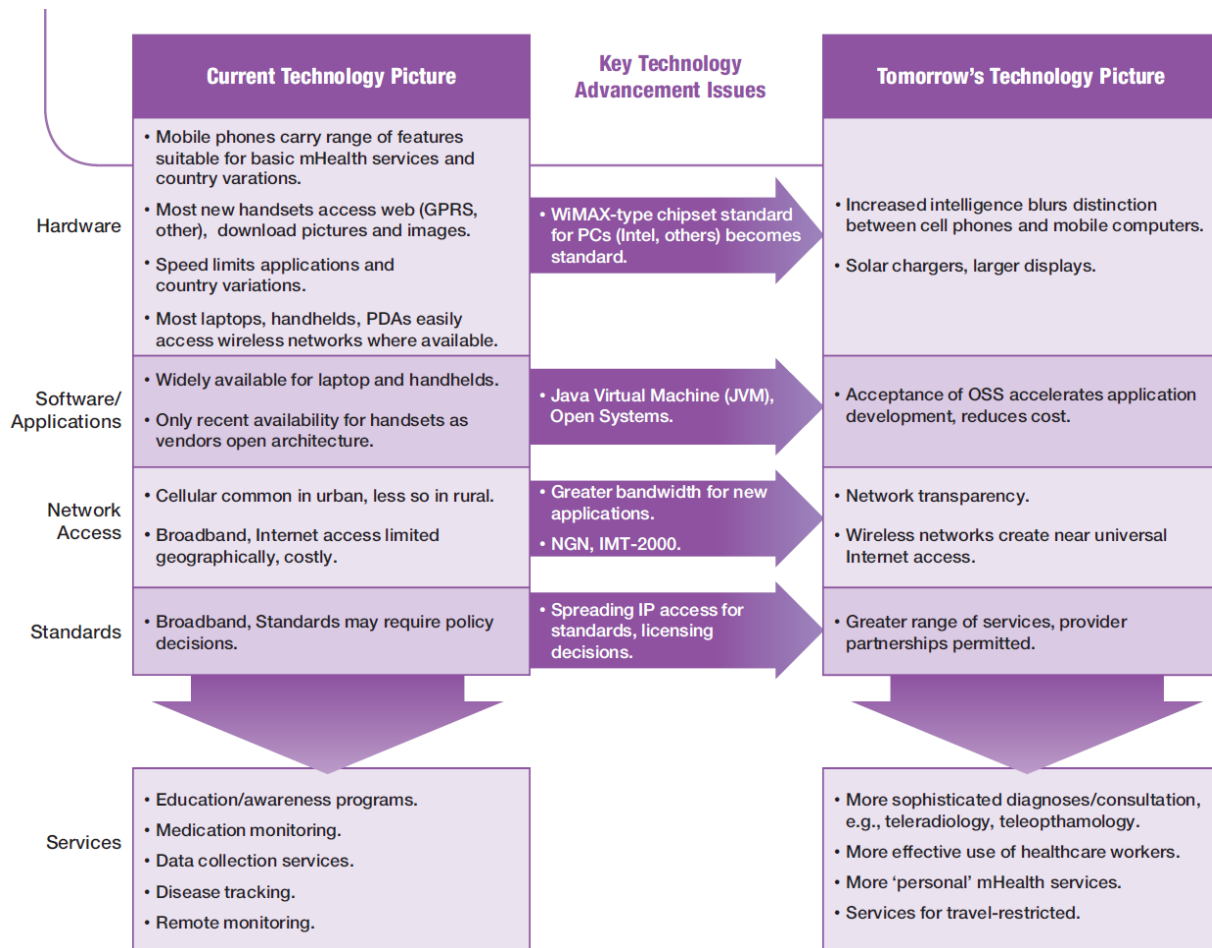 Current Technology Picture
Key Technology
Advancement Issues
Tomorrow's Technology Picture
Hardware
• Mobile phones carry range of features
suitable for basic mHealth services and
country varations.
• Most new handsets access web (GPRS,
other), download pictures and images.
• Speed limits applications and
country variations.
• Most laptops, handhelds, PDAs easily
access wireless networks where available.
• WiMAX-type chipset standard
for PCs (Intel, others) becomes
standard.
• Increased intelligence blurs distinction
between cell phones and mobile computers.
• Solar chargers, larger displays.
Software/
Applications
• Widely available for laptop and handhelds.
• Only recent availability for handsets as
vendors open architecture.
• Java Virtual Machine (JVM),
Open Systems.
• Acceptance of OSS accelerates application
development, reduces cost.
Network
Access
• Cellular common in urban, less so in rural.
• Broadband, Internet access limited
geographically, costly.
• Greater bandwidth for new
applications.
• NGN, IMT-2000.
• Network transparency.
• Wireless networks create near universal
Internet access.
Standards
• Broadband, Standards may require policy
decisions.
• Spreading IP access for
standards, licensing
decisions.
• Greater range of services, provider
partnerships permitted.
Services
• Education/awareness programs.
• Medication monitoring.
• Data collection services.
• Disease tracking.
• Remote monitoring.
• More sophisticated diagnoses/consultation,
e.g., teleradiology, teleopthamology.
• More effective use of healthcare workers.
• More 'personal' mHealth services.
• Services for travel-restricted.